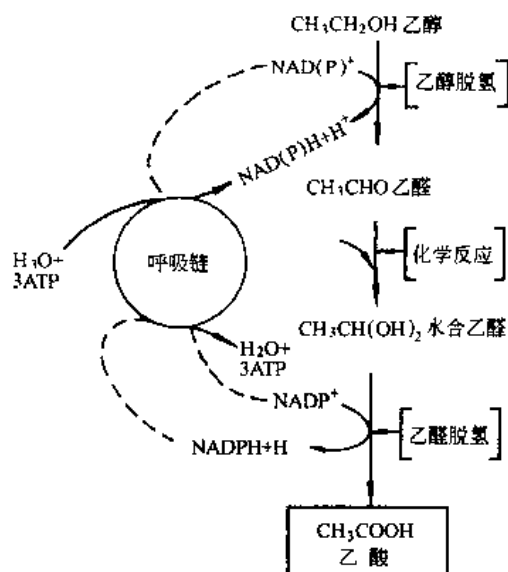 CH₃CH₂OH 乙醇
NAD(P)⁺
乙醇脱氢
NAD(P)H+H⁺
CH₃CHO 乙醛
H₂O+
3ATP
呼吸链
化学反应
CH₃CH(OH)₂ 水合乙醛
H₂O+
3ATP
NADP⁺
NADPH+H
乙醛脱氢
CH₃COOH
乙 酸